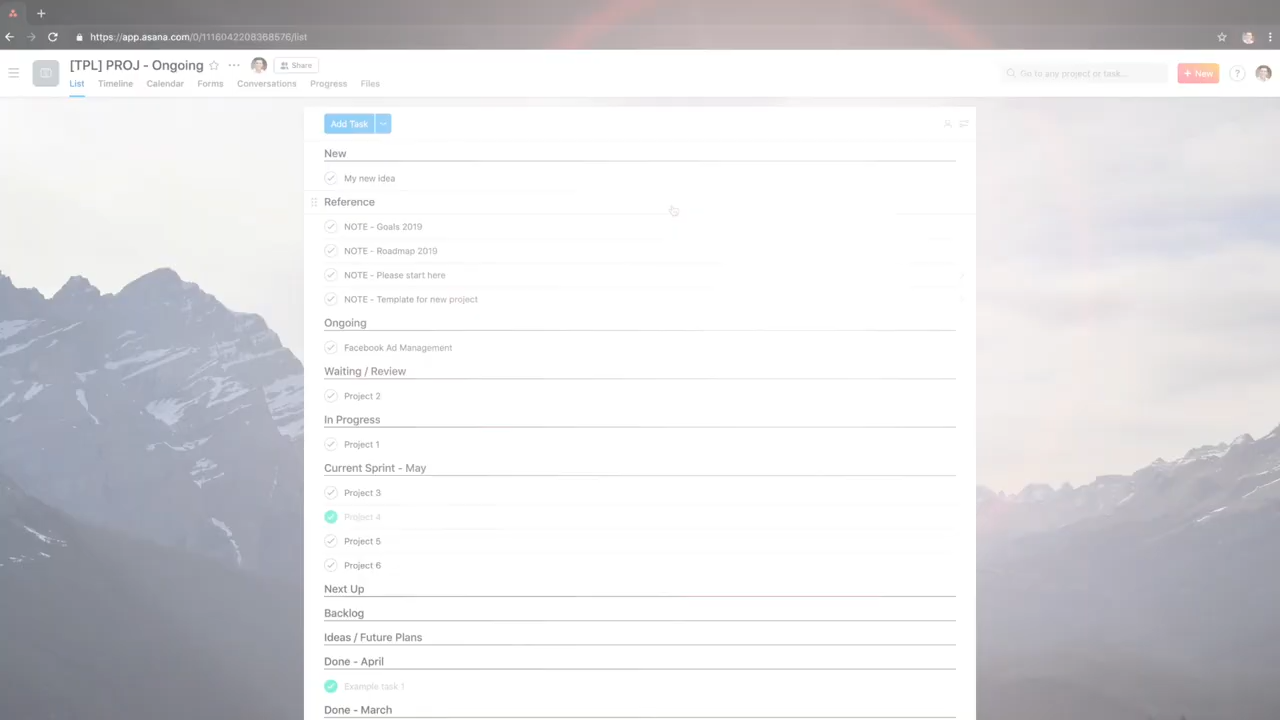 https://app.asana.com/0/1116042208368576/list
[TPL] PROJ - Ongoing
Share
List
Timeline
Calendar
Forms
Conversations
Progress
Files
Go to any project or task...
+ New
?
Add Task
New
My new idea
Reference
NOTE - Goals 2019
NOTE - Roadmap 2019
NOTE - Please start here
NOTE - Template for new project
Ongoing
Facebook Ad Management
Waiting / Review
Project 2
In Progress
Project 1
Current Sprint - May
Project 3
Project 4
Project 5
Project 6
Next Up
Backlog
Ideas / Future Plans
Done - April
Example task 1
Done - March